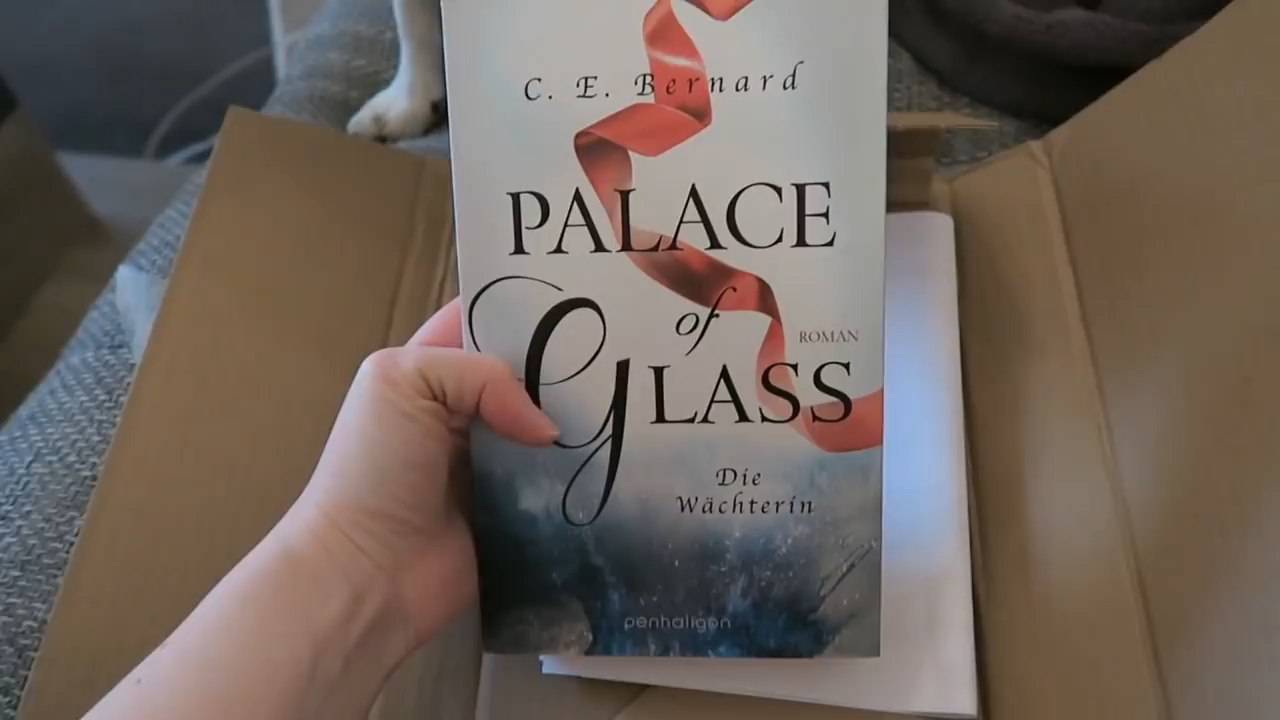 C. E. Bernard
PALACE
of
ROMAN
GLASS
Die
Wächterin
penhaligon